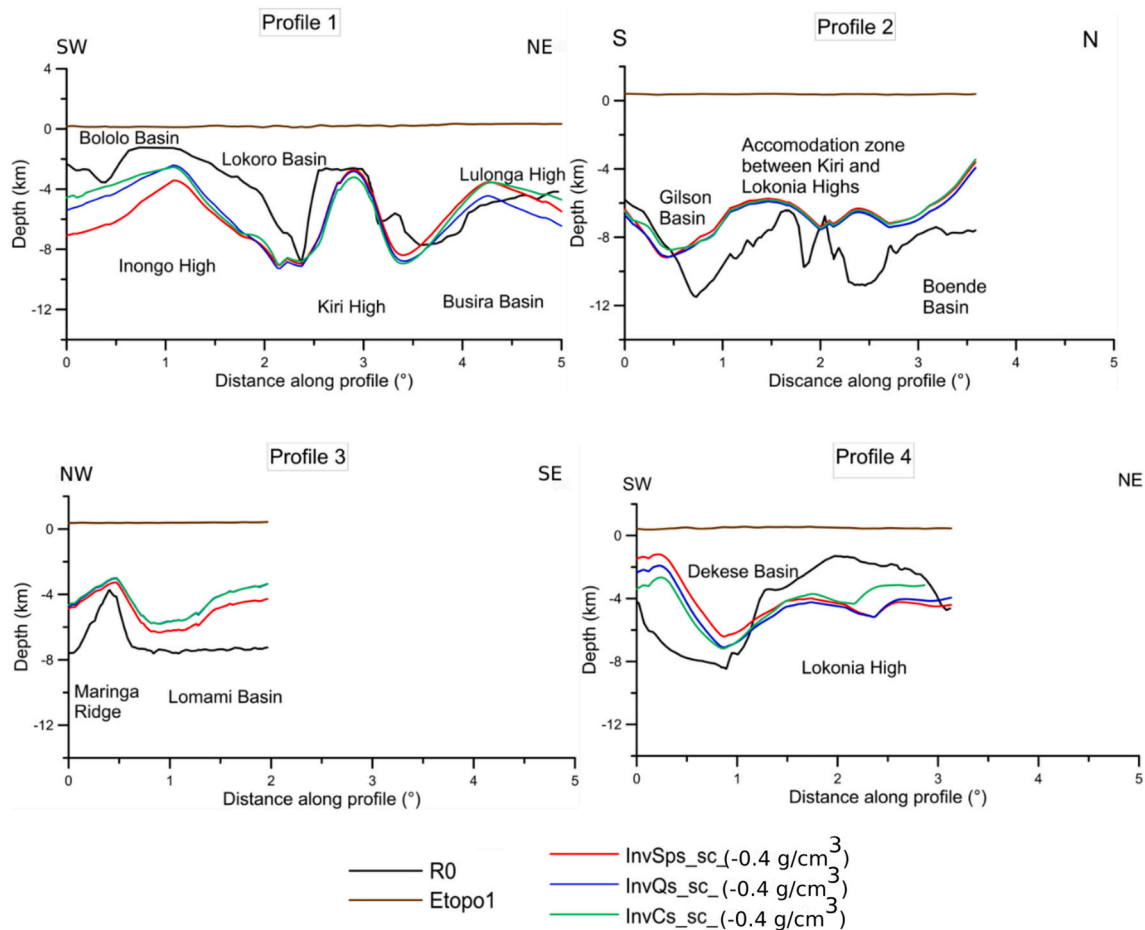 Profile 1
SW
NE
4
0
-4
-8
-12
Depth (km)
Bololo Basin
Lokoro Basin
Lulonga High
Inongo High
Kiri High
Busira Basin
0 1 2 3 4 5
Distance along profile (°)
Profile 2
S
N
0
-4
-8
-12
Depth (km)
Accomodation zone
between Kiri and
Lokonia Highs
Gilson
Basin
Boende
Basin
0 1 2 3 4 5
Discance along profile (°)
Profile 3
NW
SE
0
-4
-8
-12
Depth (km)
Maringa
Ridge
Lomami Basin
0 1 2 3 4 5
Distance along profile (°)
Profile 4
SW
NE
0
-4
-8
-12
Depth (km)
Dekese Basin
Lokonia High
0 1 2 3 4 5
Distance along profile (°)
R0
Etopo1
InvSps_sc_(-0.4 g/cm³)
InvQs_sc_(-0.4 g/cm³)
InvCs_sc_(-0.4 g/cm³)